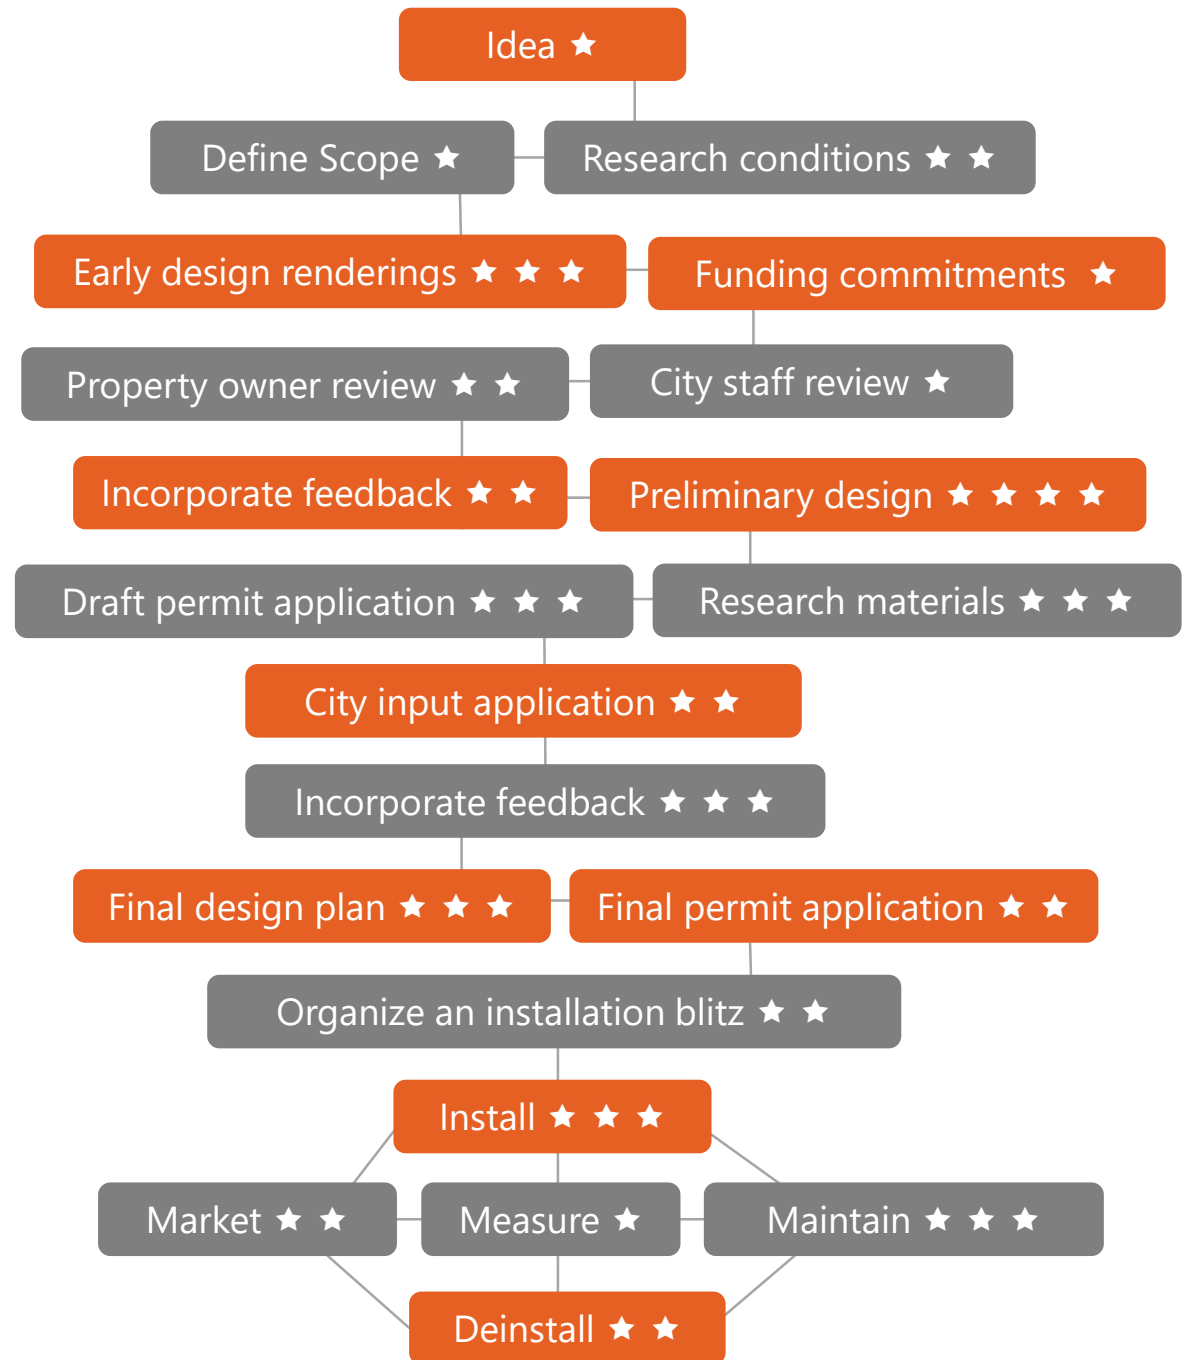 Idea ★
Define Scope ★
Research conditions ★ ★
Early design renderings ★ ★ ★
Funding commitments ★
Property owner review ★ ★
City staff review ★
Incorporate feedback ★ ★
Preliminary design ★ ★ ★ ★
Draft permit application ★ ★ ★
Research materials ★ ★ ★
City input application ★ ★
Incorporate feedback ★ ★ ★
Final design plan ★ ★ ★
Final permit application ★ ★
Organize an installation blitz ★ ★
Install ★ ★ ★
Market ★ ★
Measure ★
Maintain ★ ★ ★
Deinstall ★ ★